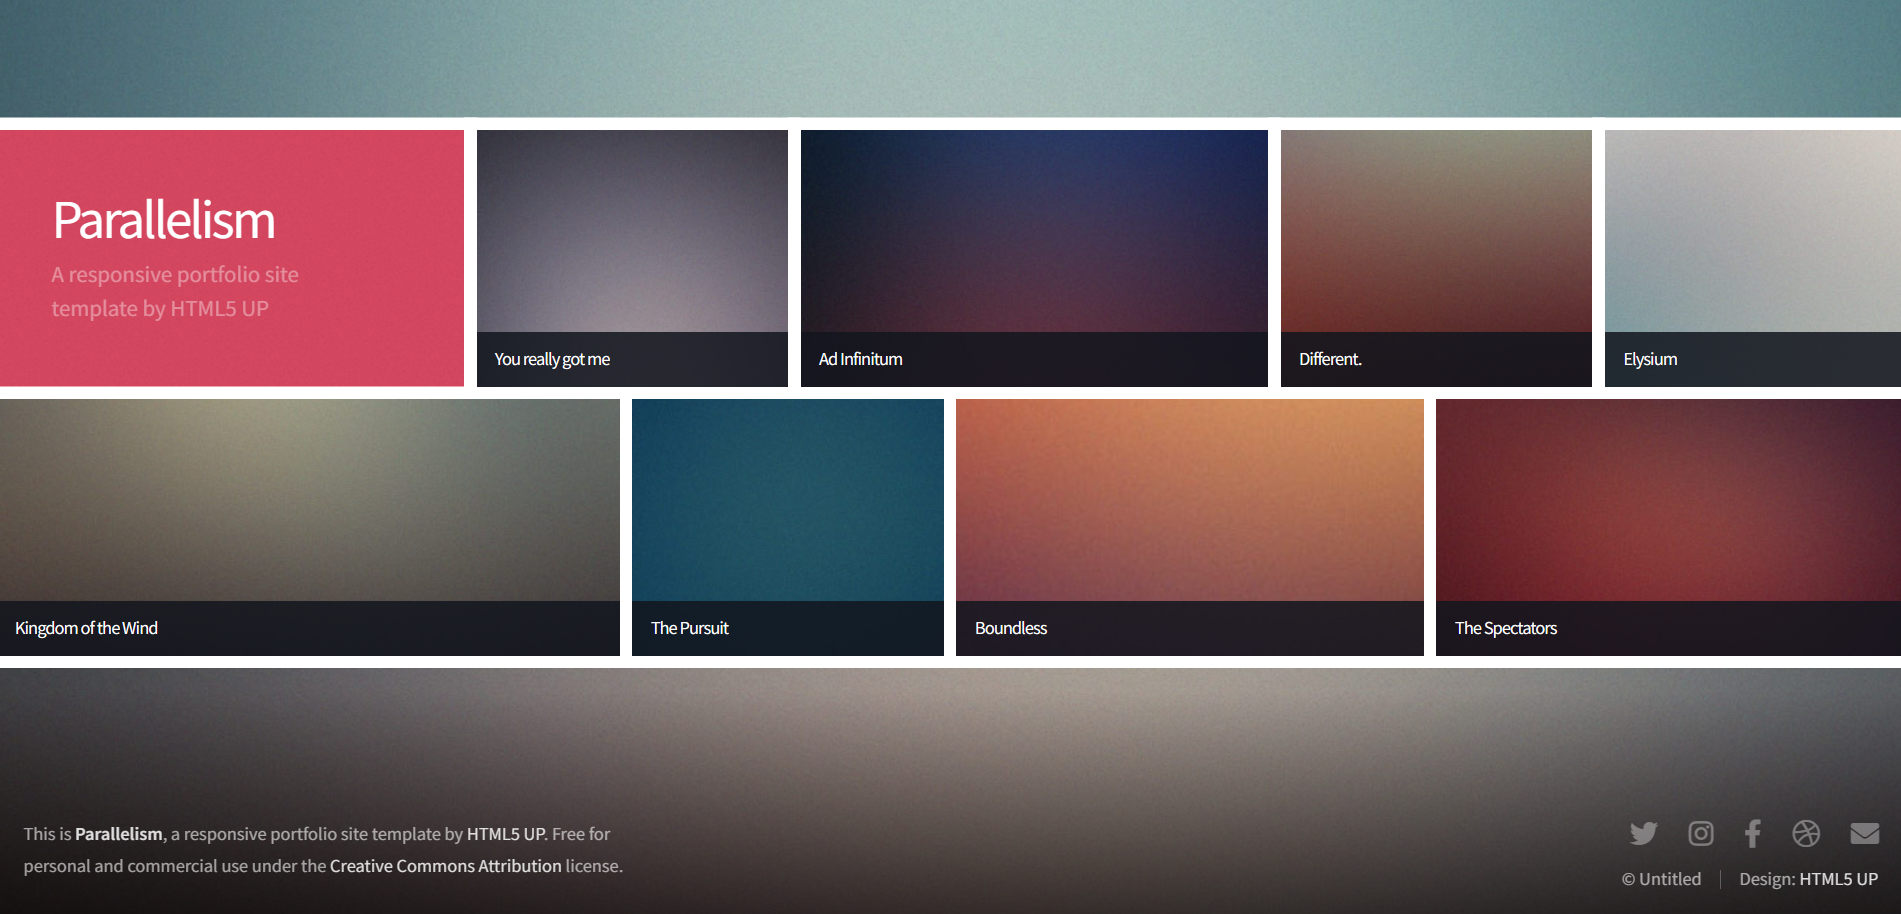 Parallelism
A responsive portfolio site
template by HTML5 UP
You really got me
Ad Infinitum
Different.
Elysium
Kingdom of the Wind
The Pursuit
Boundless
The Spectators
This is Parallelism, a responsive portfolio site template by HTML5 UP. Free for
personal and commercial use under the Creative Commons Attribution license.
© Untitled
Design: HTML5 UP